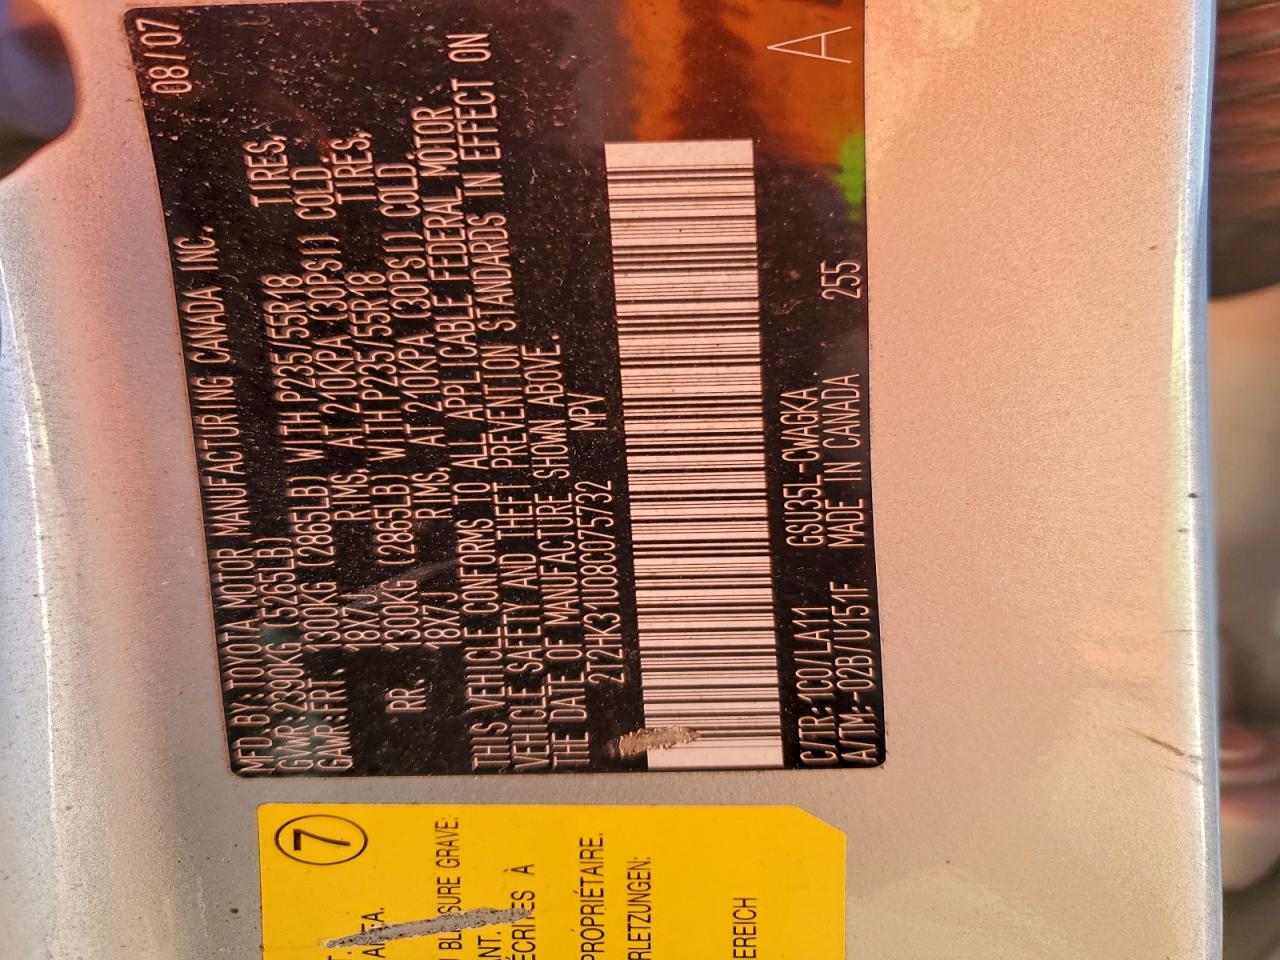 MFD.BY:TOYOTA MOTOR MANUFACTURING CANADA INC. 08/07
GVWR:2390KG (5265LB)
GAWR:FRT. 1300KG (2865LB) WITH P235/55R18 TIRES,
18X7J RIMS, AT 210KPA (30PSI) COLD.
RR. 1300KG (2865LB) WITH P235/55R18 TIRES,
18X7J RIMS, AT 210KPA (30PSI) COLD.
THIS VEHICLE CONFORMS TO ALL APPLICABLE FEDERAL MOTOR
VEHICLE SAFETY AND THEFT PREVENTION STANDARDS IN EFFECT ON
THE DATE OF MANUFACTURE SHOWN ABOVE.
2T2HK31U08C075732 MPV
C/TR:1C0/LA11 GSU35L-CWAGKA A
A/TM:-02B/U151F MADE IN CANADA 255
7
SURE GRAVE:
ANT.
ÉCRITES À
PROPRIÉTAIRE.
RLETZUNGEN:
EREICH